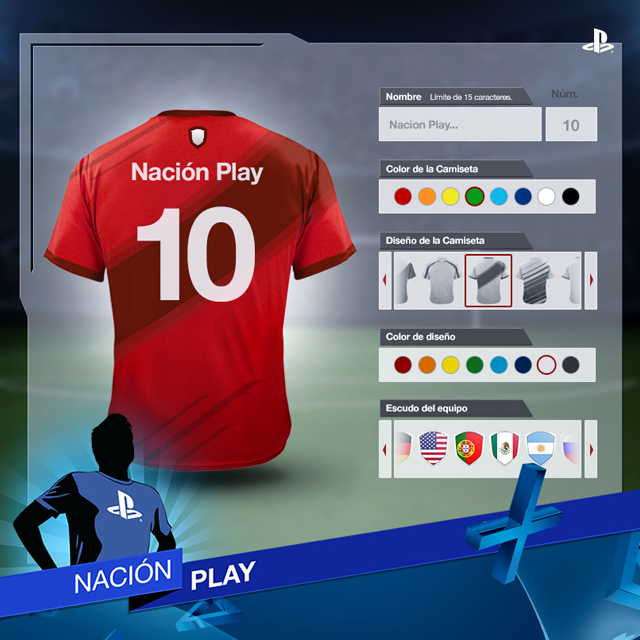 Nombre Límite de 15 caracteres. Núm.
Nacion Play... 10
Color de la Camiseta
Diseño de la Camiseta
Color de diseño
Escudo del equipo
Nación Play
10
NACIÓN PLAY